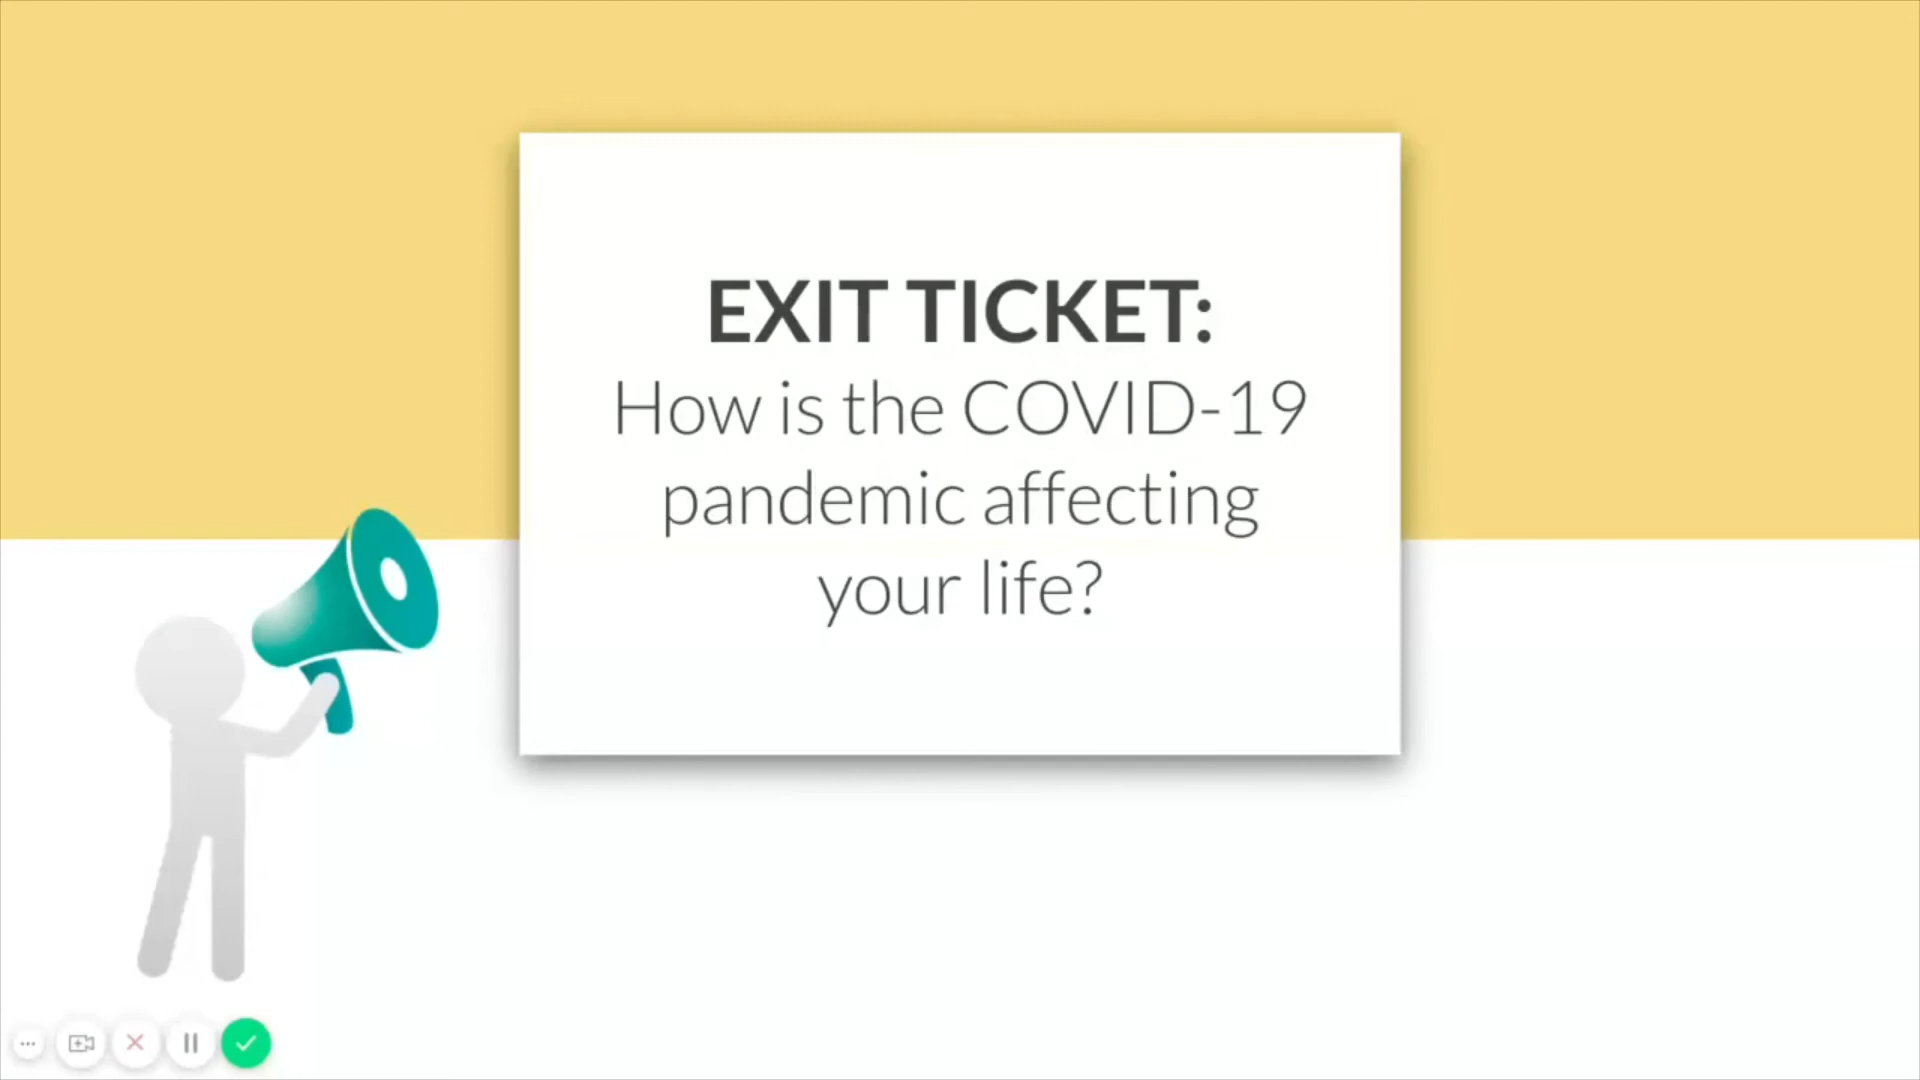 EXIT TICKET:
How is the COVID-19
pandemic affecting
your life?